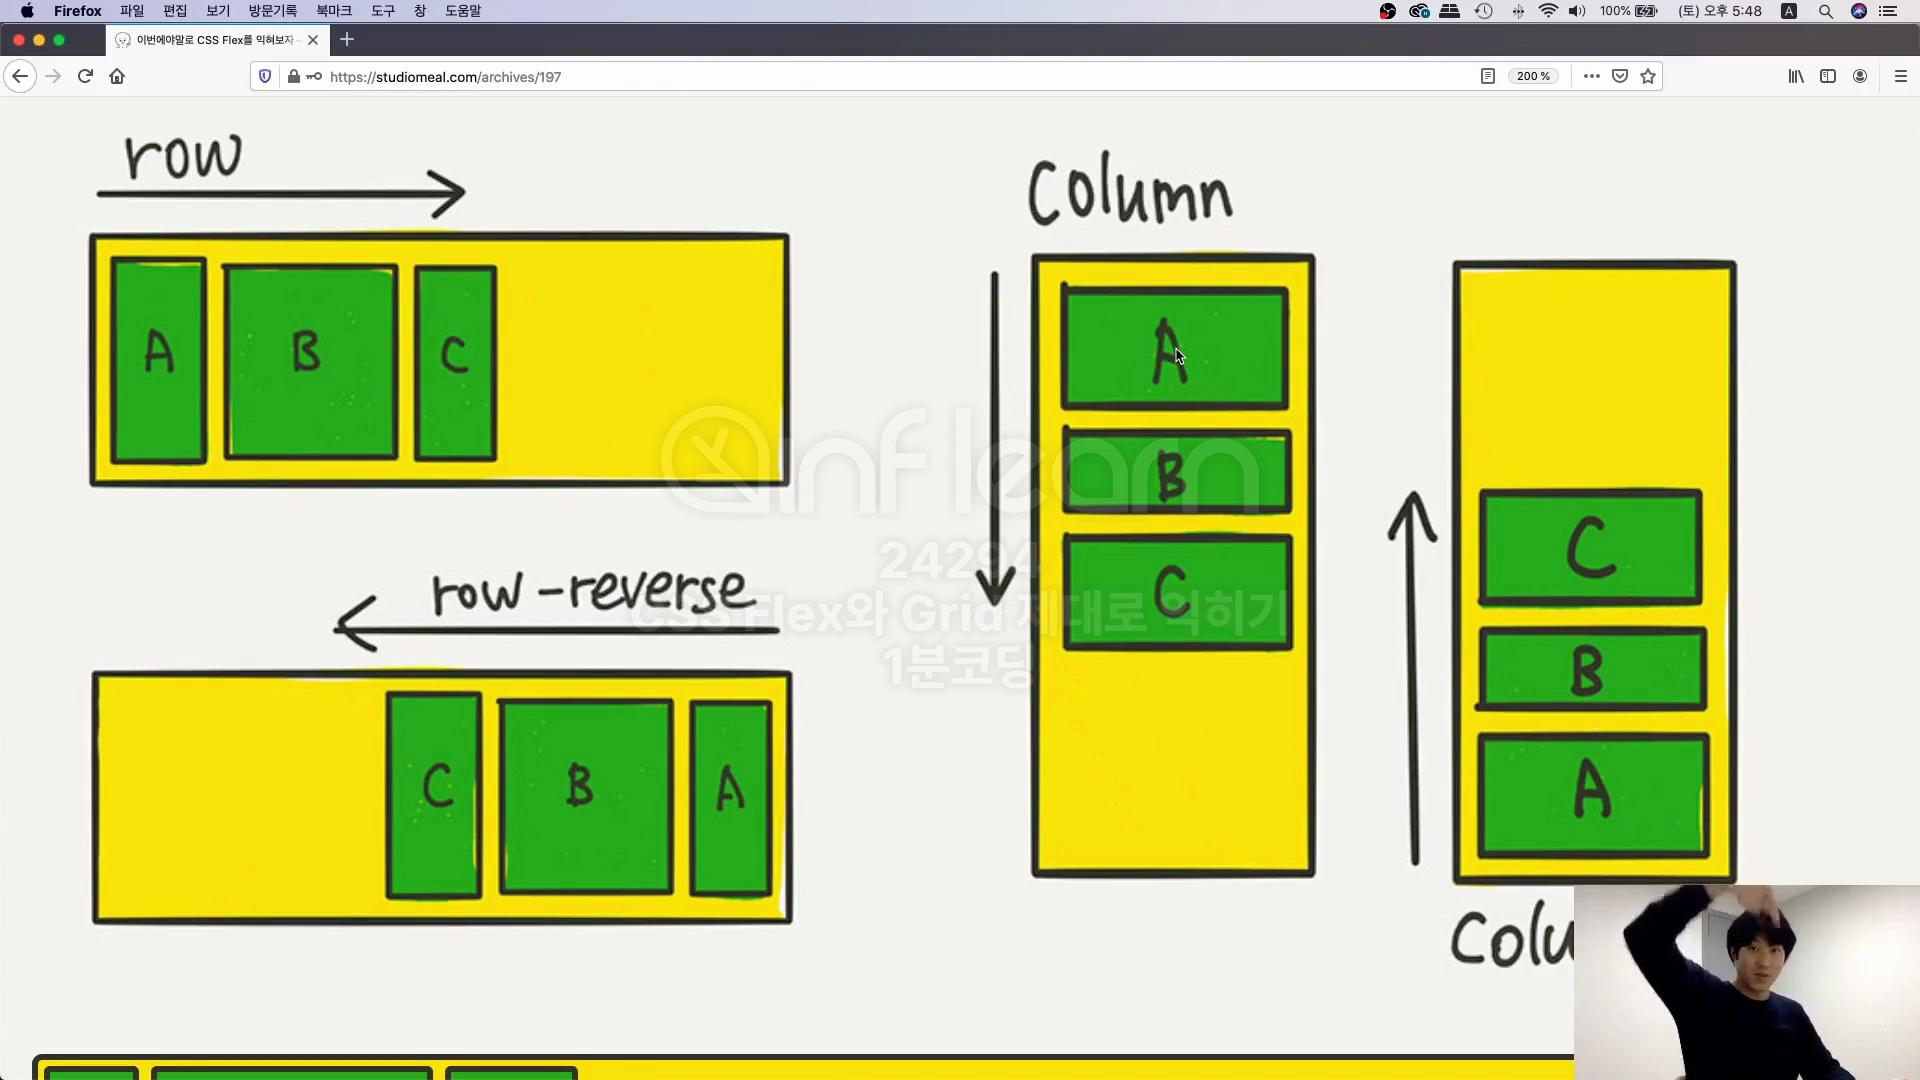 Firefox 파일 편집 보기 방문기록 북마크 도구 창 도움말 100% (토) 오후 5:48 A
이번에야말로 CSS Flex를 익혀보자
https://studiomeal.com/archives/197 200 %
row
A B C
row-reverse
C B A
Column
A
B
C
C
B
A
Colu
inflearn
24294
CSS Flex와 Grid 제대로 익히기
1분코딩